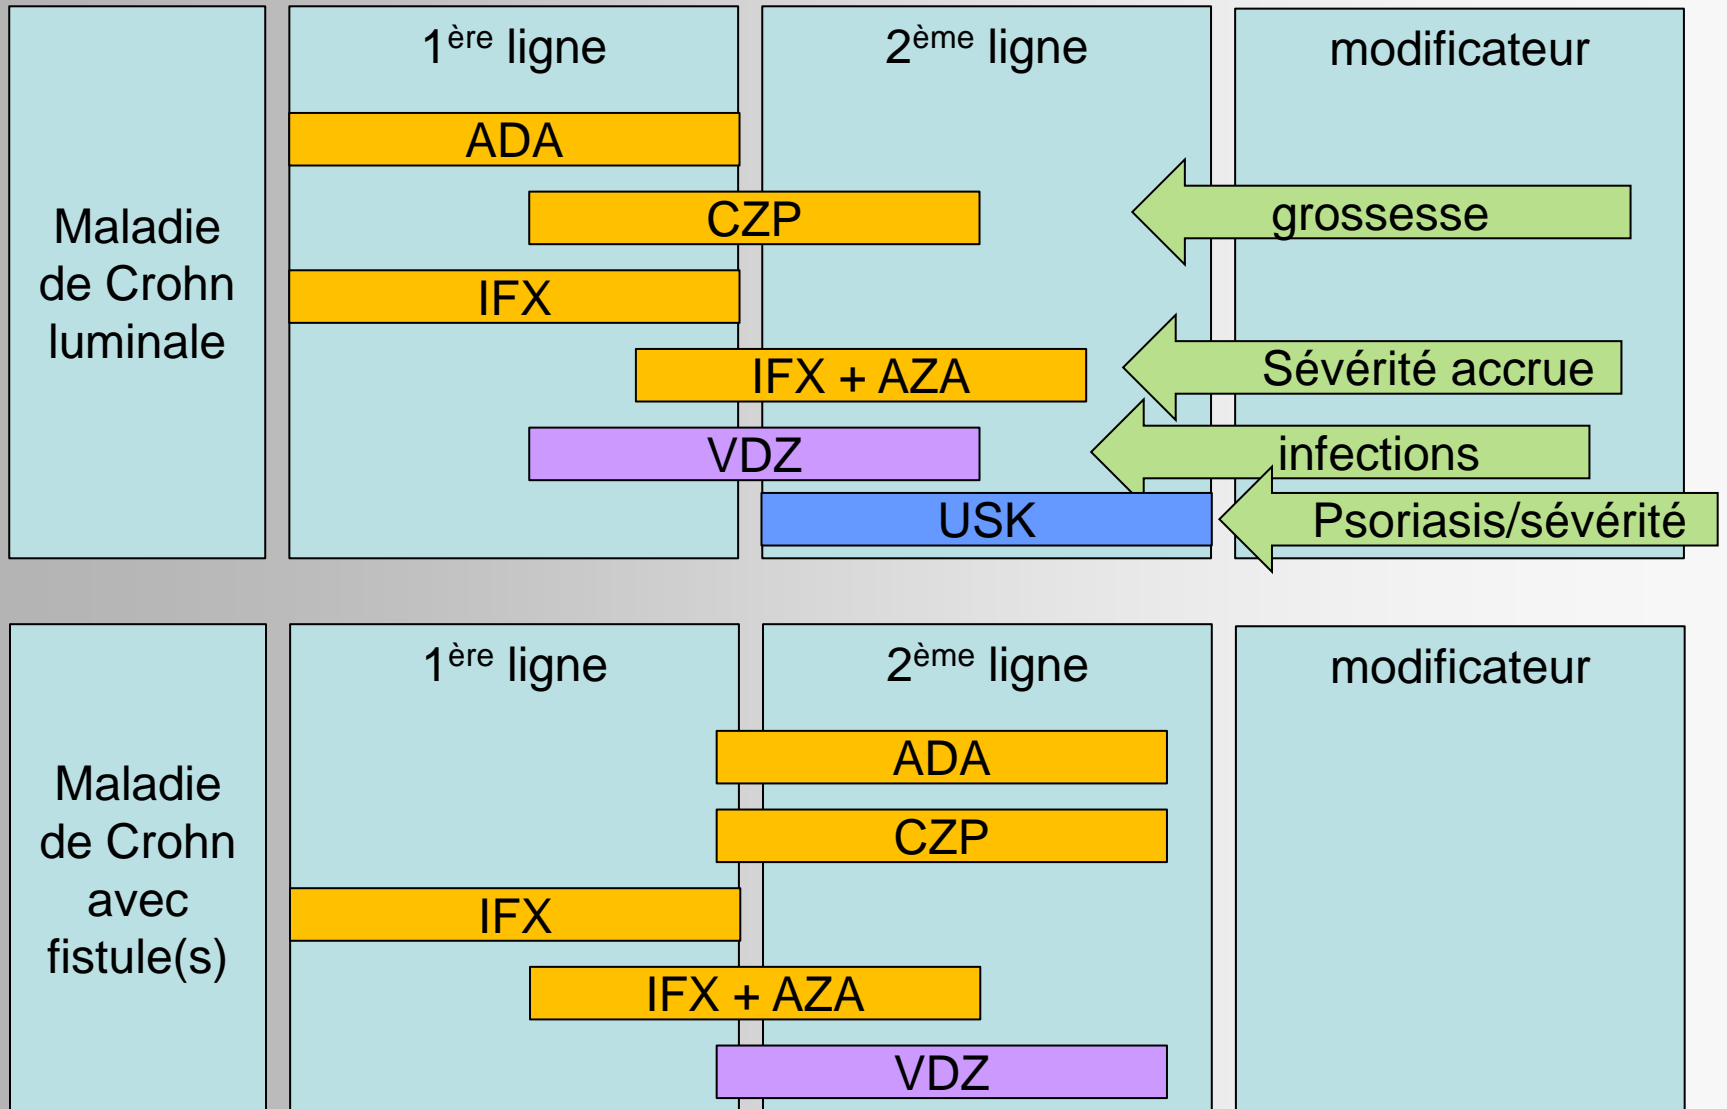 1ère ligne
2ème ligne
modificateur
Maladie
de Crohn
luminale
ADA
CZP
grossesse
IFX
IFX + AZA
Sévérité accrue
VDZ
infections
USK
Psoriasis/sévérité
1ère ligne
2ème ligne
modificateur
Maladie
de Crohn
avec
fistule(s)
ADA
CZP
IFX
IFX + AZA
VDZ